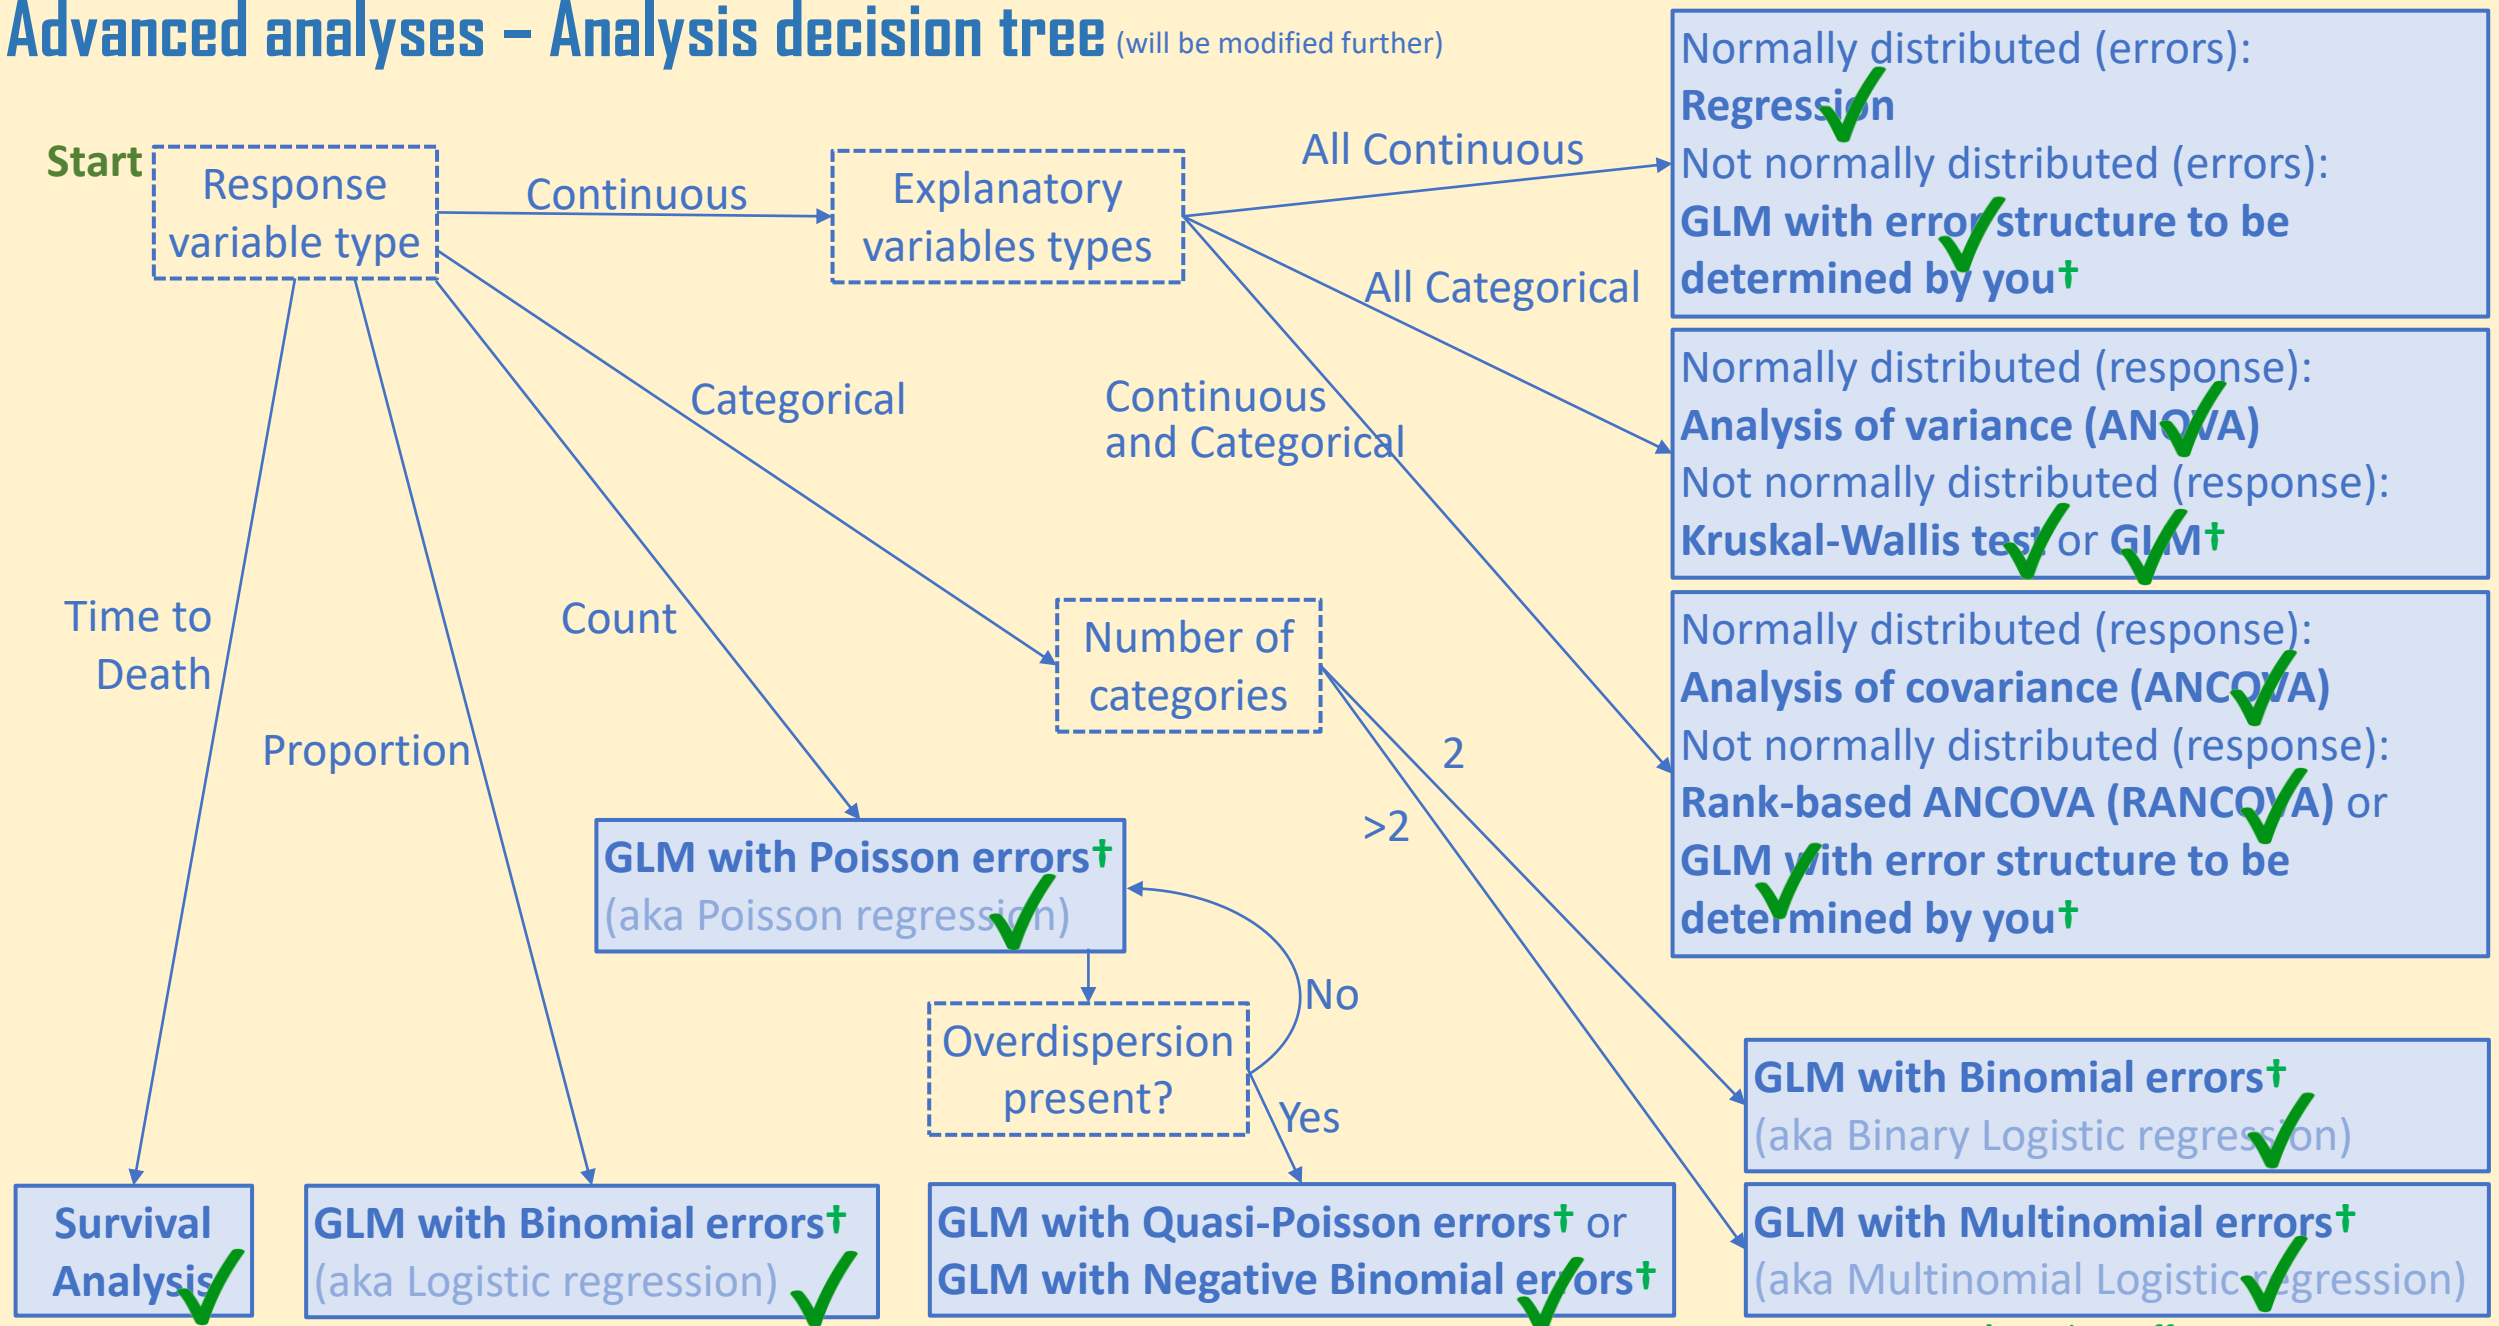 Advanced analyses – Analysis decision tree (will be modified further)
Start
Response
variable type
Continuous
Explanatory
variables types
All Continuous
All Categorical
Continuous
and Categorical
Normally distributed (errors):
Regression
Not normally distributed (errors):
GLM with error structure to be
determined by you†
Normally distributed (response):
Analysis of variance (ANOVA)
Not normally distributed (response):
Kruskal-Wallis test or GLM†
Normally distributed (response):
Analysis of covariance (ANCOVA)
Not normally distributed (response):
Rank-based ANCOVA (RANCOVA) or
GLM with error structure to be
determined by you†
Categorical
Number of
categories
2
>2
Count
Time to
Death
Proportion
GLM with Poisson errors†
(aka Poisson regression)
Overdispersion
present?
No
Yes
GLM with Binomial errors†
(aka Binary Logistic regression)
GLM with Multinomial errors†
(aka Multinomial Logistic regression)
Survival
Analysis
GLM with Binomial errors†
(aka Logistic regression)
GLM with Quasi-Poisson errors† or
GLM with Negative Binomial errors†